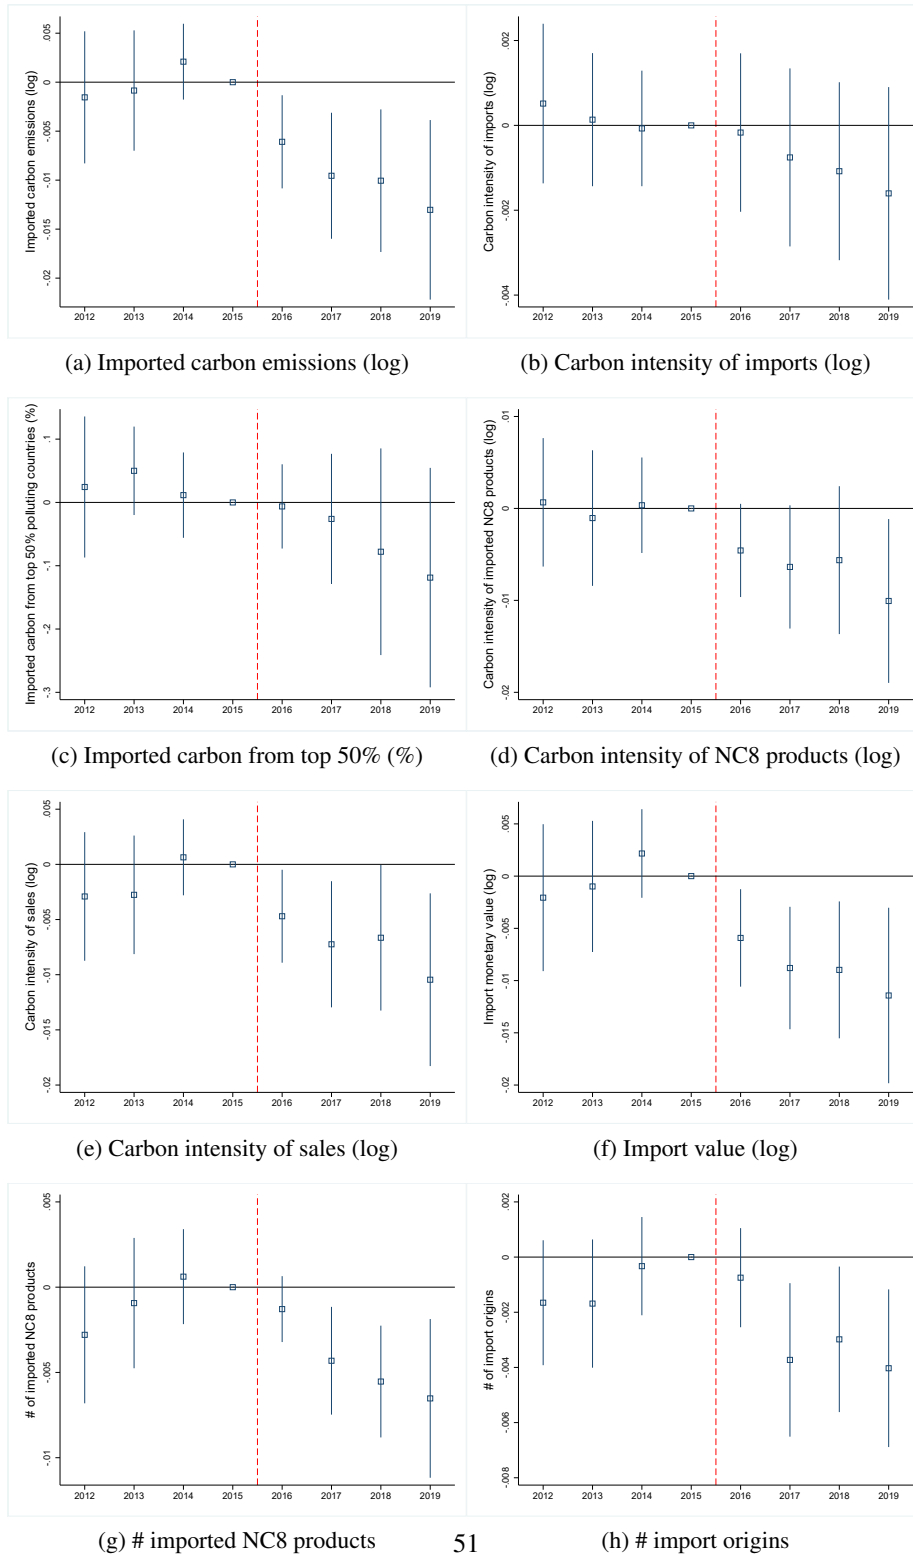 Imported carbon emissions (log)
.005
0
-.005
-.01
-.015
-.02
2012 2013 2014 2015 2016 2017 2018 2019
(a) Imported carbon emissions (log)
Carbon intensity of imports (log)
.002
0
-.002
-.004
2012 2013 2014 2015 2016 2017 2018 2019
(b) Carbon intensity of imports (log)
Imported carbon from top 50% polluting countries (%)
.1
0
-.1
-.2
-.3
2012 2013 2014 2015 2016 2017 2018 2019
(c) Imported carbon from top 50% (%)
Carbon intensity of imported NC8 products (log)
.01
0
-.01
-.02
2012 2013 2014 2015 2016 2017 2018 2019
(d) Carbon intensity of NC8 products (log)
Carbon intensity of sales (log)
.005
0
-.005
-.01
-.015
-.02
2012 2013 2014 2015 2016 2017 2018 2019
(e) Carbon intensity of sales (log)
Import monetary value (log)
.005
0
-.005
-.01
-.015
-.02
2012 2013 2014 2015 2016 2017 2018 2019
(f) Import value (log)
# of imported NC8 products
.005
0
-.005
-.01
2012 2013 2014 2015 2016 2017 2018 2019
(g) # imported NC8 products
# of import origins
.002
0
-.002
-.004
-.006
-.008
2012 2013 2014 2015 2016 2017 2018 2019
(h) # import origins
51